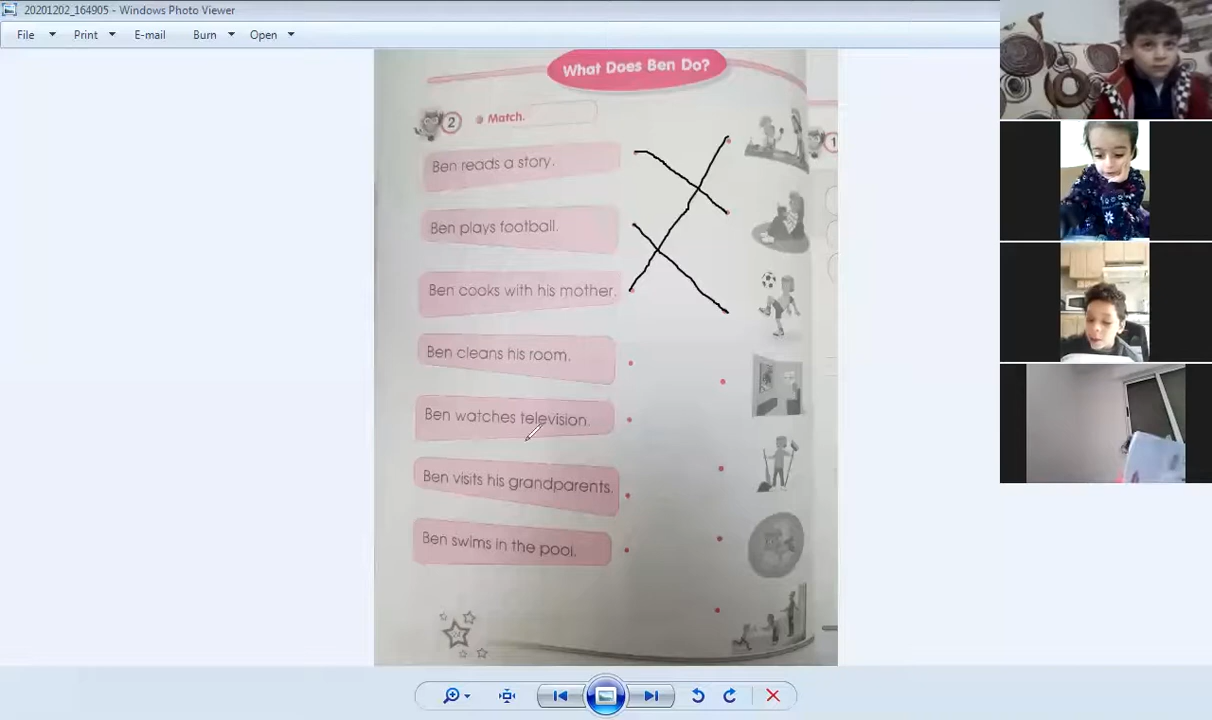 20201202_164905 - Windows Photo Viewer
File Print E-mail Burn Open
What Does Ben Do?
2 Match.
1
Ben reads a story.
Ben plays football.
Ben cooks with his mother.
Ben cleans his room.
Ben watches television.
Ben visits his grandparents.
Ben swims in the pool.